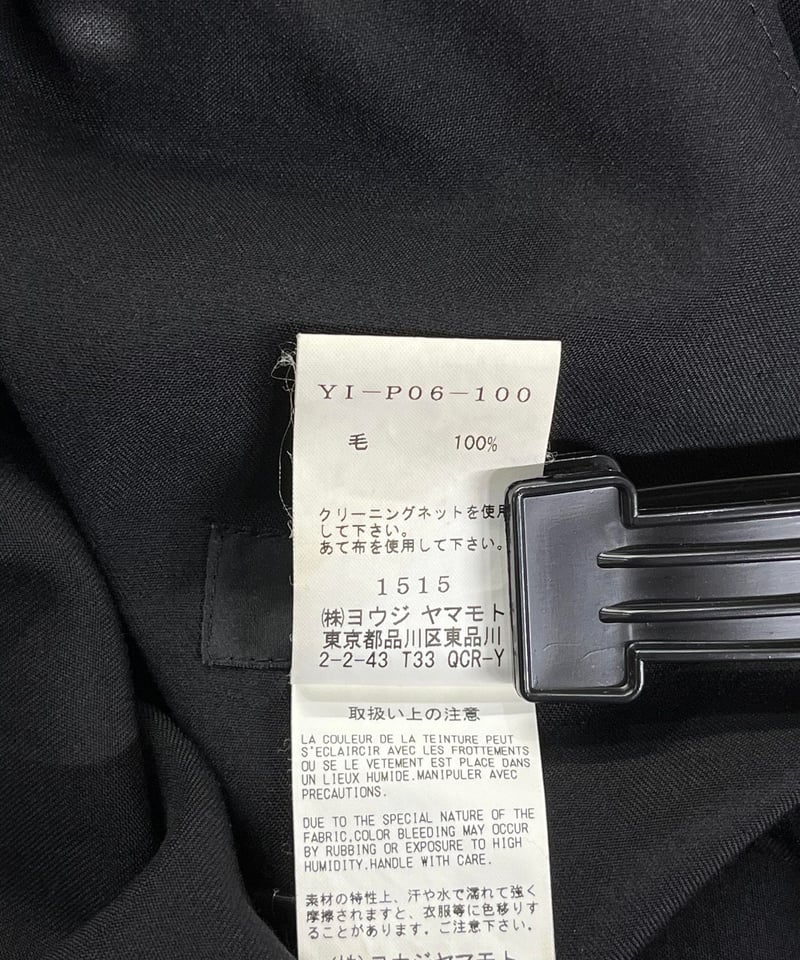 YI-P06-100
毛 100%
クリーニングネットを使用
して下さい。
あて布を使用して下さい。
1515
㈱ヨウジ ヤマモト
東京都品川区東品川
2-2-43 T33 QCR-Y
取扱い上の注意
LA COULEUR DE LA TEINTURE PEUT
S'ECLAIRCIR AVEC LES FROTTEMENTS
OU SE LE VETEMENT EST PLACE DANS
UN LIEUX HUMIDE.MANIPULER AVEC
PRECAUTIONS.
DUE TO THE SPECIAL NATURE OF THE
FABRIC,COLOR BLEEDING MAY OCCUR
BY RUBBING OR EXPOSURE TO HIGH
HUMIDITY.HANDLE WITH CARE.
素材の特性上、汗や水で濡れて強く
摩擦されますと、衣服等に色移りす
ることがあります。ご注意下さい。
㈱ヨウジヤマモト